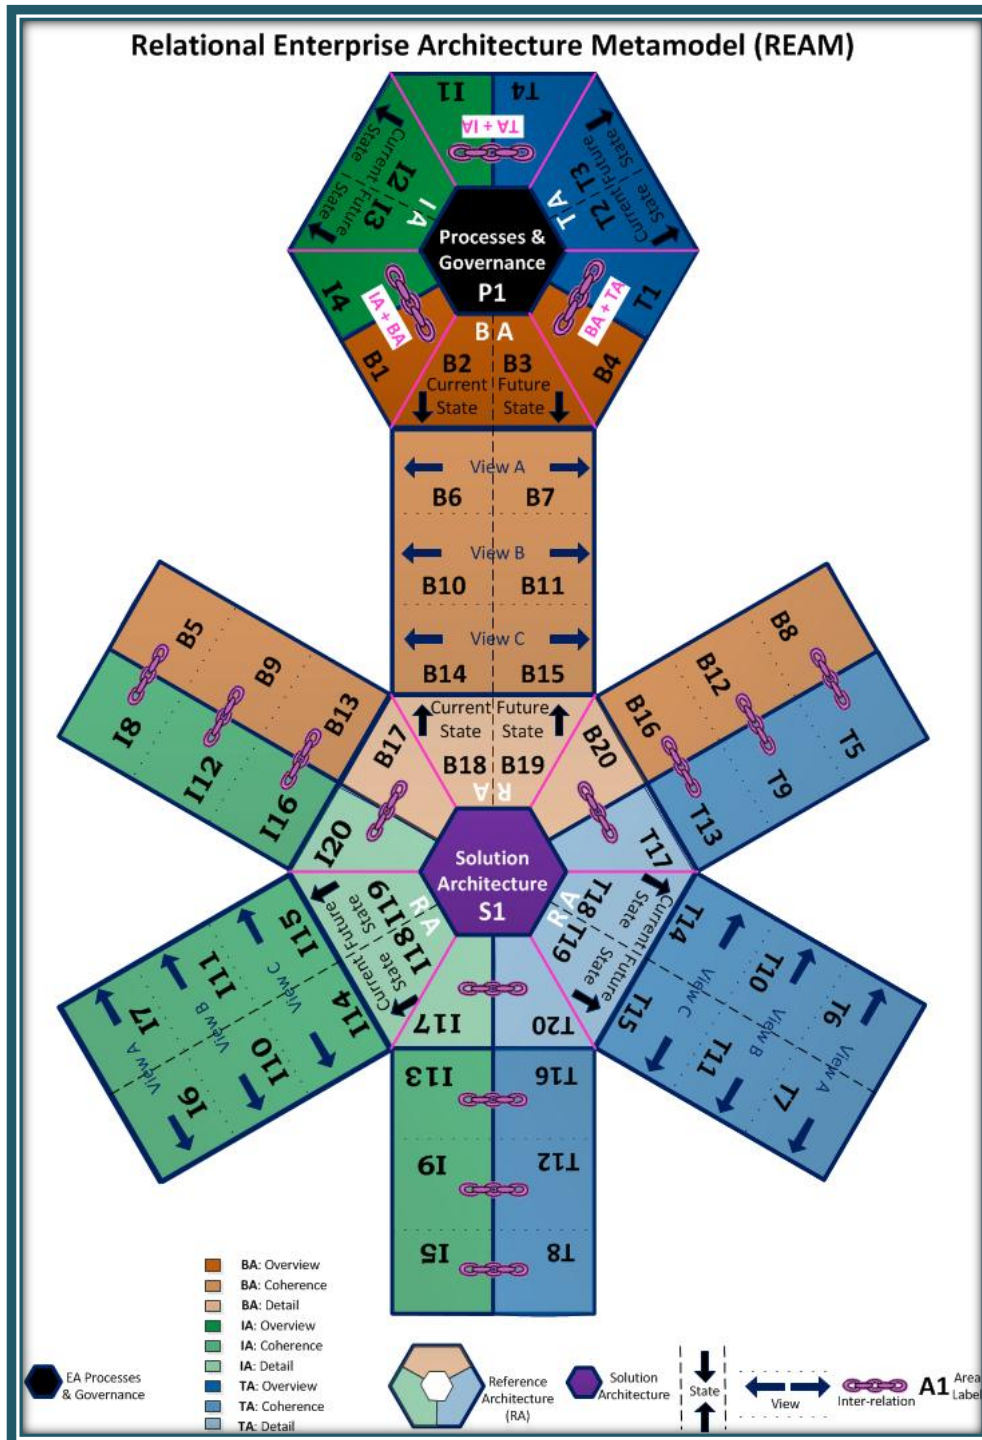 Relational Enterprise Architecture Metamodel (REAM)
I1
T4
TA + IA
Current State
Future State
I2
I3
IA
Current State
Future State
T2
T3
TA
Processes &
Governance
P1
I4
IA + BA
B1
T1
BA + TA
B4
BA
B2
B3
Current
State
Future
State
View A
B6
B7
View B
B10
B11
View C
B14
B15
B5
B9
B13
I8
I12
I16
B8
B12
B16
T5
T9
T13
Current
State
Future
State
B17
B18
B19
B20
RA
I20
T17
Solution
Architecture
S1
I19
I18
RA
Current State
Future State
T18
T19
RA
Current State
Future State
I17
T20
I15
I11
I7
View C
View B
View A
I14
I10
I6
T14
T10
T6
View C
View B
View A
T15
T11
T7
I13
T16
I9
T12
I5
T8
BA: Overview
BA: Coherence
BA: Detail
IA: Overview
IA: Coherence
IA: Detail
TA: Overview
TA: Coherence
TA: Detail
EA Processes
& Governance
Reference
Architecture
(RA)
Solution
Architecture
State
View
Inter-relation
A1
Area
Label